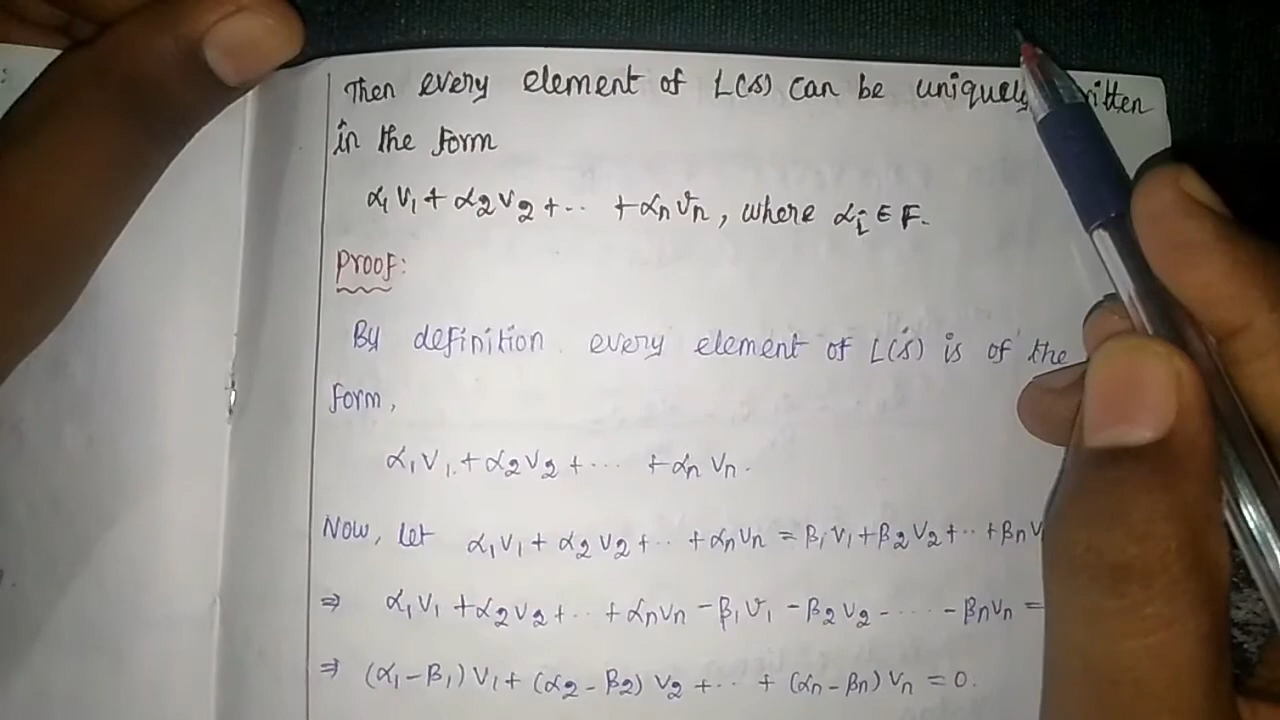 Then every element of L(S) can be uniquely
in the form
α₁v₁ + α₂v₂ + ·· + αₙvₙ, where αᵢ ∈ F.
Proof:
By definition every element of L(S) is of the
form,
α₁v₁ + α₂v₂ + ··· + αₙvₙ.
Now, let α₁v₁ + α₂v₂ + ·· + αₙvₙ = β₁v₁ + β₂v₂ + ·· + βₙv
⇒ α₁v₁ + α₂v₂ + ·· + αₙvₙ - β₁v₁ - β₂v₂ - ···· - βₙvₙ =
⇒ (α₁ - β₁) v₁ + (α₂ - β₂) v₂ + ·· + (αₙ - βₙ) vₙ = 0.